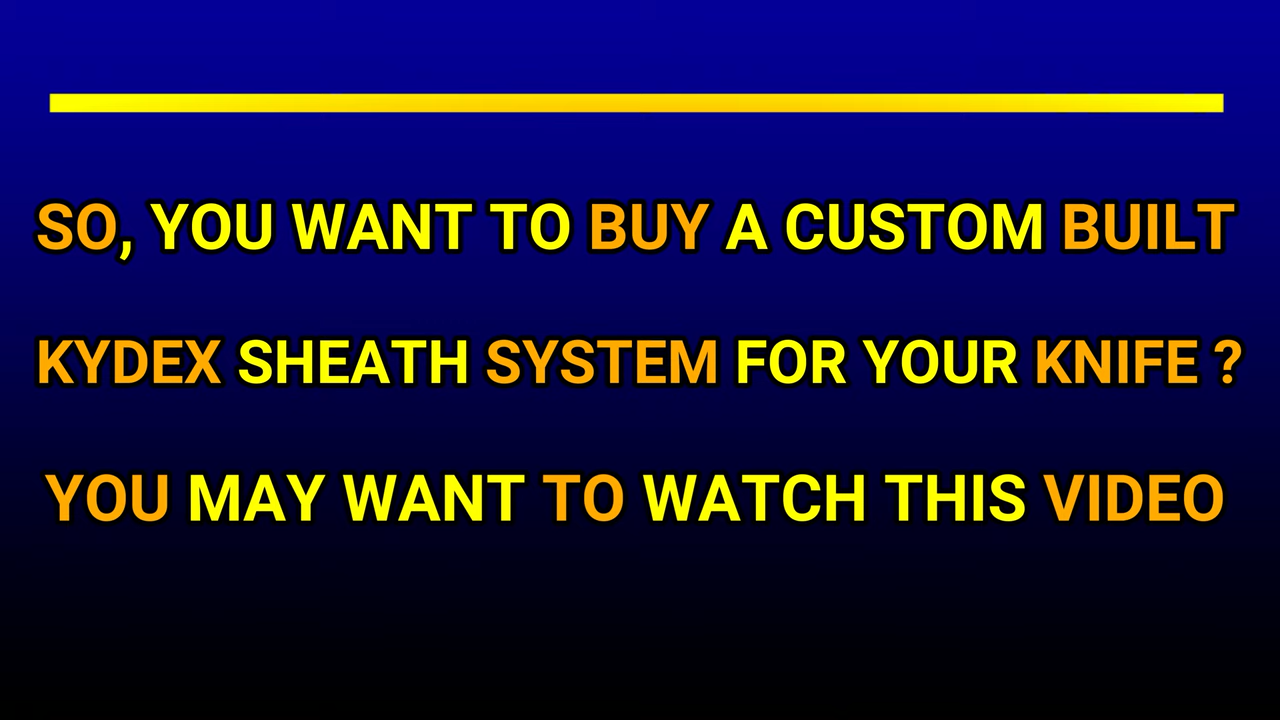 SO, YOU WANT TO BUY A CUSTOM BUILT
KYDEX SHEATH SYSTEM FOR YOUR KNIFE ?
YOU MAY WANT TO WATCH THIS VIDEO